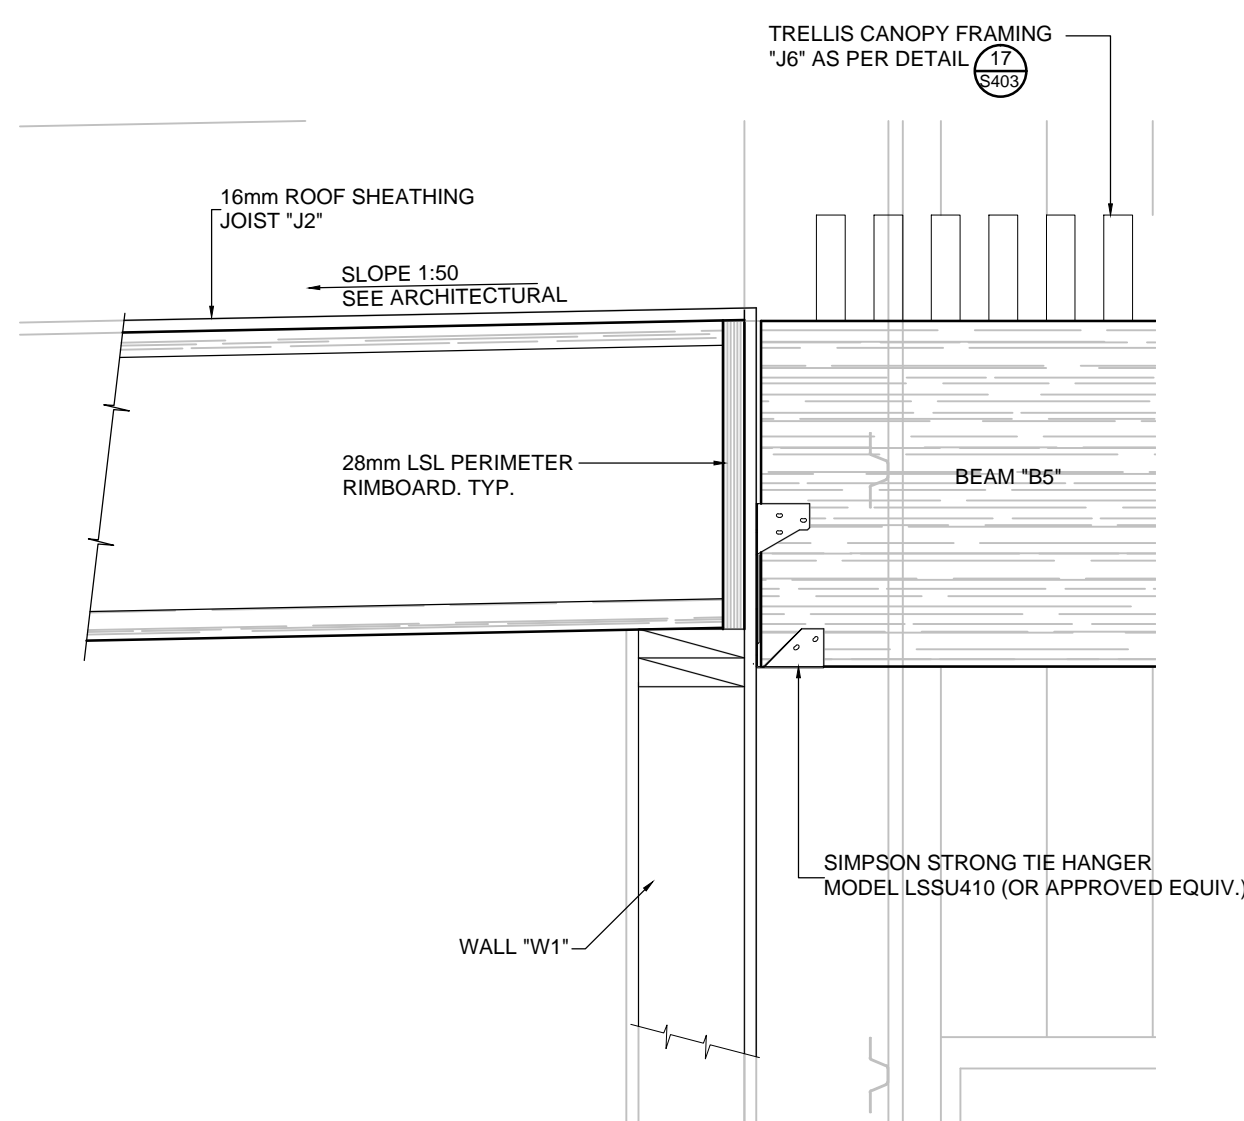 TRELLIS CANOPY FRAMING
"J6" AS PER DETAIL
17
S403
16mm ROOF SHEATHING
JOIST "J2"
SLOPE 1:50
SEE ARCHITECTURAL
28mm LSL PERIMETER
RIMBOARD. TYP.
BEAM "B5"
SIMPSON STRONG TIE HANGER
MODEL LSSU410 (OR APPROVED EQUIV.)
WALL "W1"